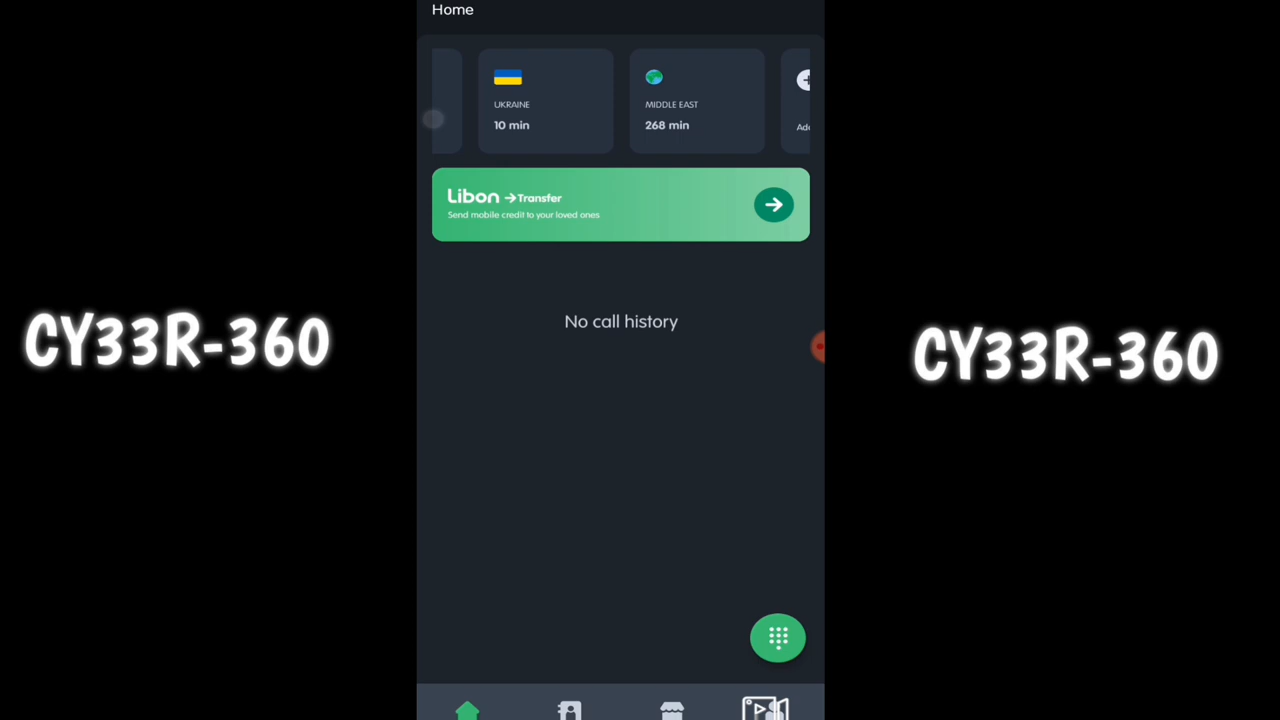 Home
UKRAINE
10 min
MIDDLE EAST
268 min
Libon → Transfer
Send mobile credit to your loved ones
No call history
CY33R-360
CY33R-360